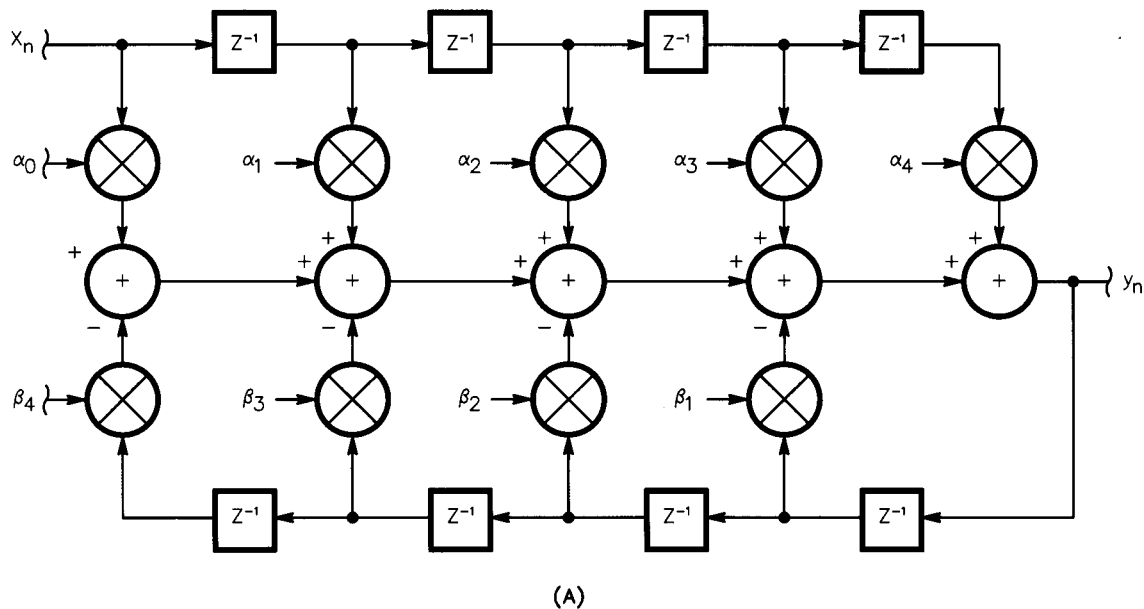 Xₙ Z⁻¹ Z⁻¹ Z⁻¹ Z⁻¹
α₀ α₁ α₂ α₃ α₄
+ + + + +
+ + + +
+ + + + +
− − − −
β₄ β₃ β₂ β₁
Z⁻¹ Z⁻¹ Z⁻¹ Z⁻¹
yₙ
(A)